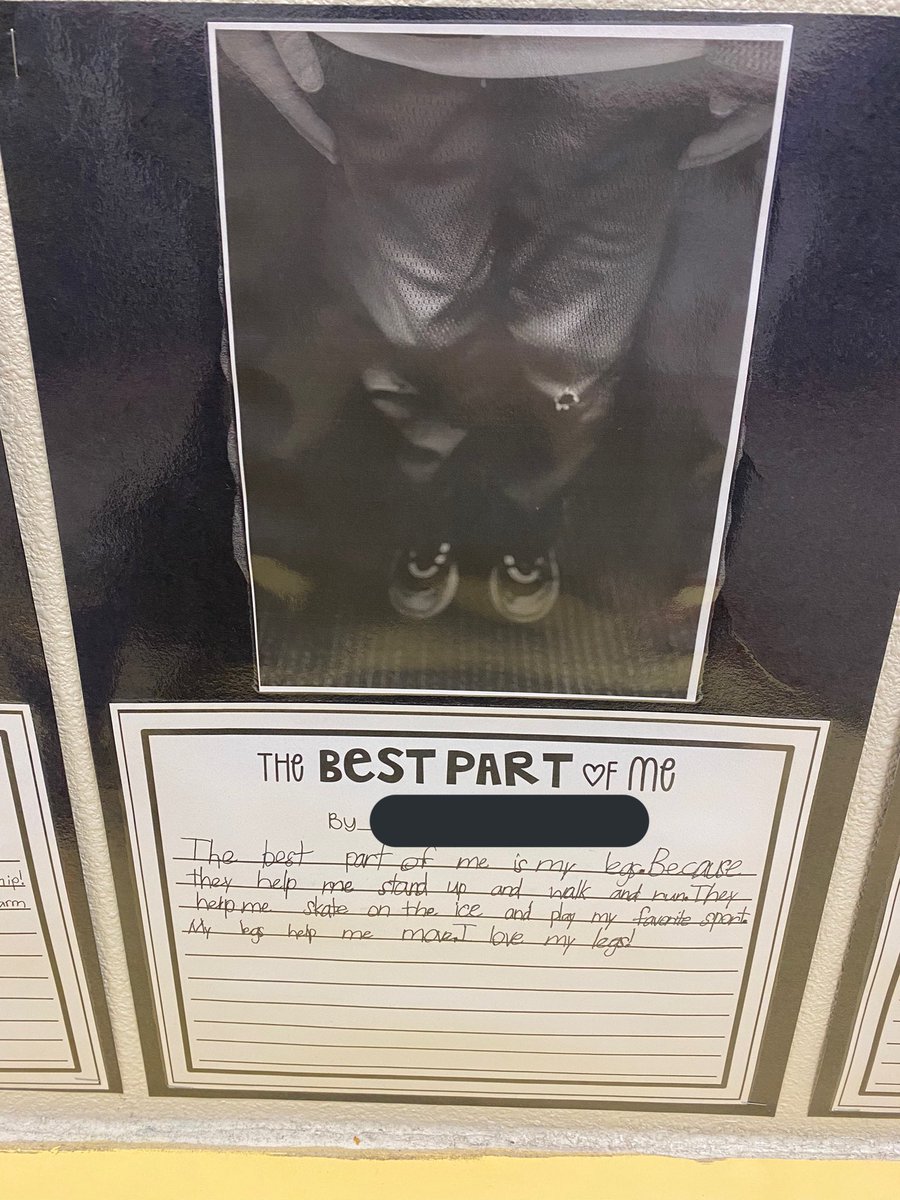 THE BEST PART OF ME
By
The best part of me is my legs. Because
they help me stand up and walk and run. They
help me skate on the ice and play my favorite sport.
My legs help me move. I love my legs!
hip!
arm